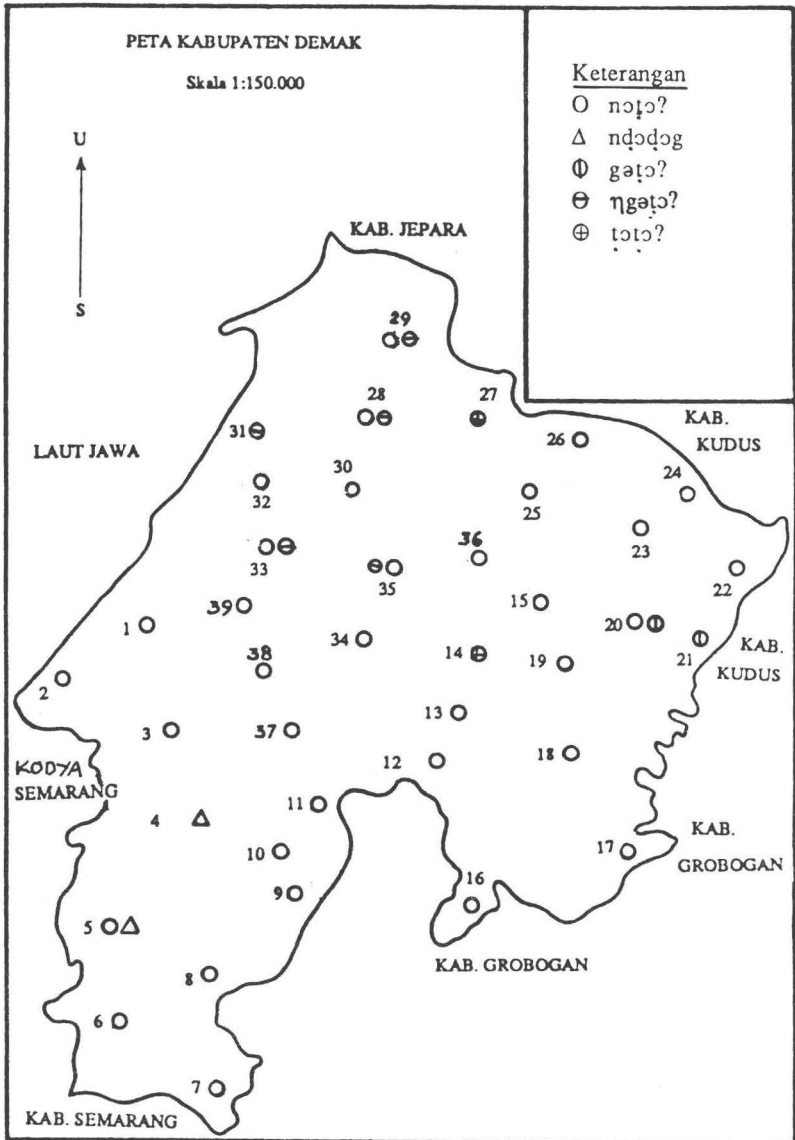 PETA KABUPATEN DEMAK
Skala 1:150.000
U
S
Keterangan
O nɔṭɔ?
Δ nḍɔḍɔg
⦶ gəṭɔ?
⊖ ŋgəṭɔ?
⊕ ṭɔṭɔ?
KAB. JEPARA
29
28
27
KAB.
KUDUS
31
26
LAUT JAWA
30
24
32
25
23
36
33
35
22
15
39
20
1
34
14
19
21
KAB.
KUDUS
38
2
13
3
37
18
12
KODYA
SEMARANG
11
4
KAB.
GROBOGAN
10
17
9
16
5
KAB. GROBOGAN
8
6
7
KAB. SEMARANG